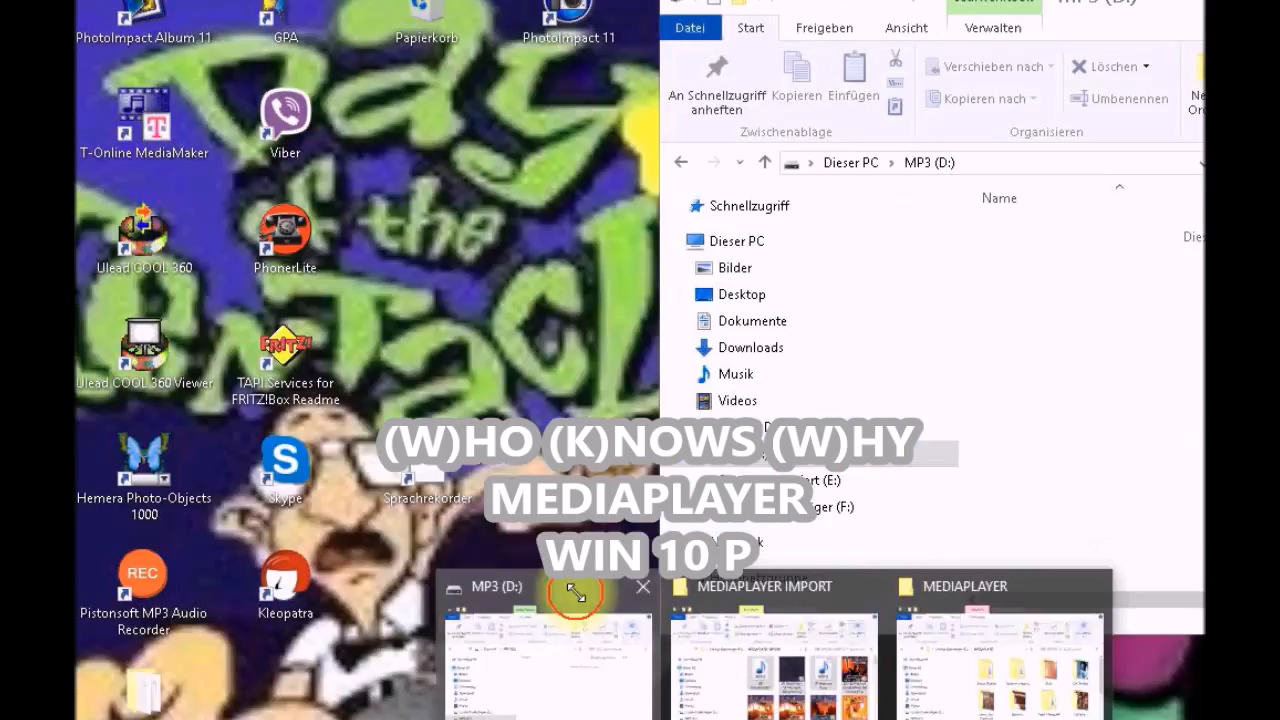 PhotoImpact Album 11
GPA
Papierkorb
PhotoImpact 11
T-Online MediaMaker
Viber
Ulead COOL 360
PhonerLite
Ulead COOL 360 Viewer
TAPI Services for
FRITZ!Box Readme
FRITZ!
Hemera Photo-Objects
1000
Skype
Sprachrekorder
REC
Pistonsoft MP3 Audio
Recorder
Kleopatra
Day
of the
Datei
Start
Freigeben
Ansicht
Verwalten
An Schnellzugriff
anheften
Kopieren
Einfügen
Verschieben nach
Kopieren nach
Löschen
Umbenennen
Zwischenablage
Organisieren
Dieser PC
MP3 (D:)
Name
Schnellzugriff
Dieser PC
Bilder
Desktop
Dokumente
Downloads
Musik
Videos
(E:)
(F:)
(W)HO (K)NOWS (W)HY
MEDIAPLAYER
WIN 10 P
MP3 (D:)
MEDIAPLAYER IMPORT
MEDIAPLAYER